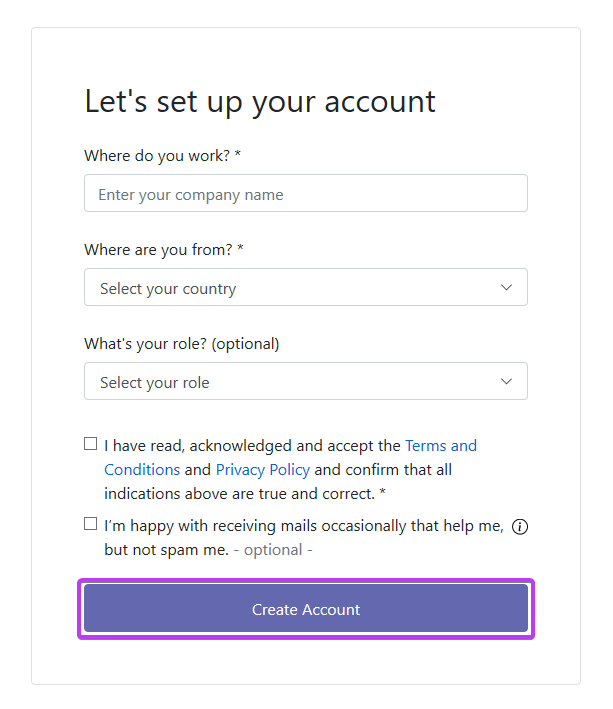 Let's set up your account
Where do you work? *
Enter your company name
Where are you from? *
Select your country
What's your role? (optional)
Select your role
I have read, acknowledged and accept the Terms and
Conditions and Privacy Policy and confirm that all
indications above are true and correct. *
I’m happy with receiving mails occasionally that help me,
but not spam me. - optional -
Create Account